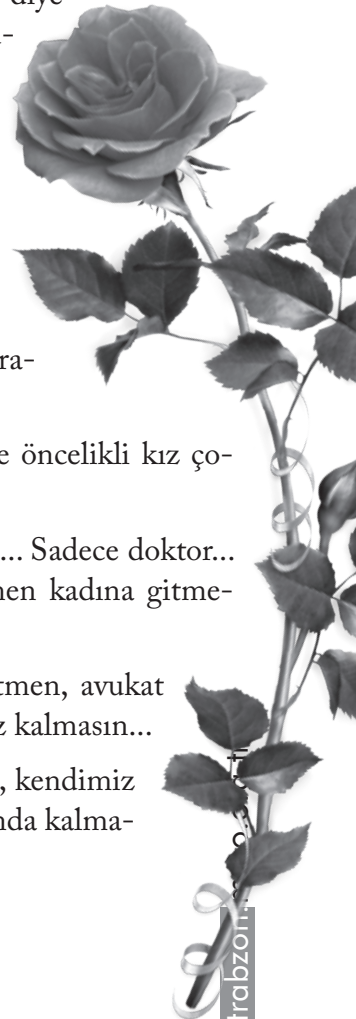 diye
-
ra-
e öncelikli kız ço-
... Sadece doktor...
nen kadına gitme-
tmen, avukat
z kalmasın...
, kendimiz
nda kalma-
trabzon.